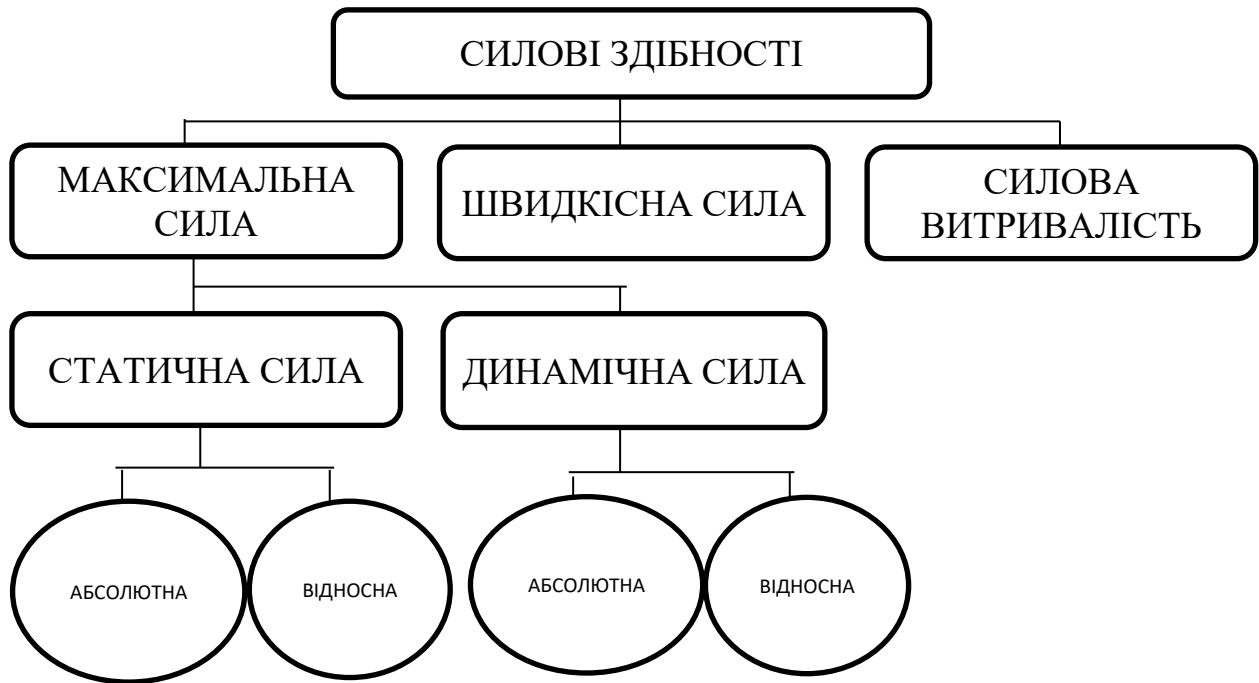 СИЛОВІ ЗДІБНОСТІ
МАКСИМАЛЬНА
СИЛА
ШВИДКІСНА СИЛА
СИЛОВА
ВИТРИВАЛІСТЬ
СТАТИЧНА СИЛА
ДИНАМІЧНА СИЛА
АБСОЛЮТНА
ВІДНОСНА
АБСОЛЮТНА
ВІДНОСНА